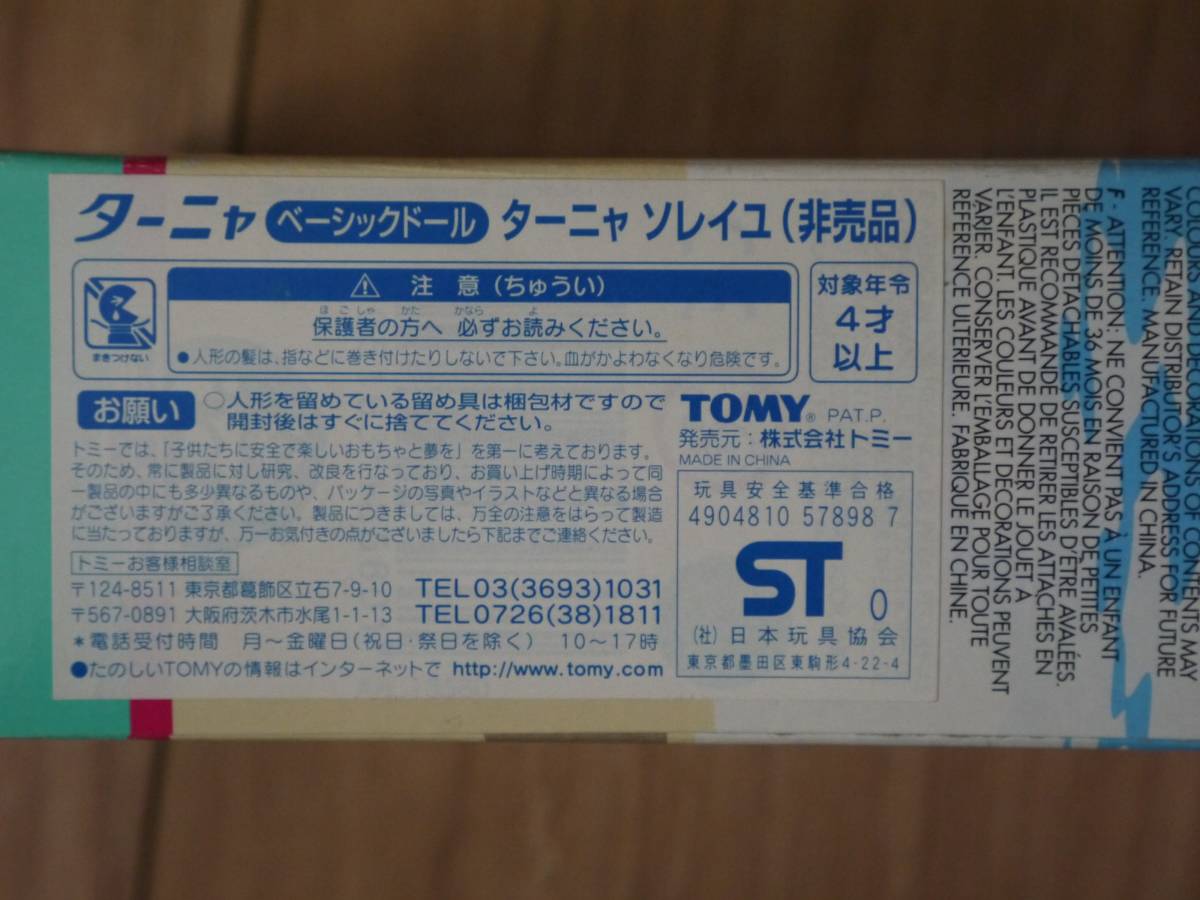 ターニャ ベーシックドール ターニャ ソレイユ(非売品)
まきつけない
⚠ 注 意 (ちゅうい)
ほごしゃ かた かなら よ
保護者の方へ 必ずお読みください。
●人形の髪は、指などに巻き付けたりしないで下さい。血がかよわなくなり危険です。
対象年令
4才
以上
お願い ○人形を留めている留め具は梱包材ですので
開封後はすぐに捨ててください。
トミーでは、「子供たちに安全で楽しいおもちゃと夢を」を第一に考えております。
そのため、常に製品に対し研究、改良を行なっており、お買い上げ時期によって同
一製品の中にも多少異なるものや、パッケージの写真やイラストなどと異なる場合
がございますがご了承ください。製品につきましては、万全の注意をはらって製造
に当たっておりますが、万一お気付きの点がございましたら下記までご連絡ください。
トミーお客様相談室
〒124-8511 東京都葛飾区立石7-9-10 TEL03(3693)1031
〒567-0891 大阪府茨木市水尾1-1-13 TEL0726(38)1811
*電話受付時間 月〜金曜日(祝日・祭日を除く) 10〜17時
●たのしいTOMYの情報はインターネットで http://www.tomy.com
TOMY® PAT.P.
発売元:株式会社トミー
MADE IN CHINA
玩具安全基準合格
4904810 57898 7
ST 0
(社)日本玩具協会
東京都墨田区東駒形4-22-4
COLOURS AND DECORATIONS OF CONTENTS MAY
VARY. RETAIN DISTRIBUTOR'S ADDRESS FOR FUTURE
REFERENCE. MANUFACTURED IN CHINA.
F - ATTENTION: NE CONVIENT PAS À UN ENFANT
DE MOINS DE 36 MOIS EN RAISON DE PETITES
PIECES DETACHABLES SUSCEPTIBLES D'ÊTRE AVALÉES.
IL EST RECOMMANDE DE RETIRER LES ATTACHES EN
PLASTIQUE AVANT DE DONNER LE JOUET A
L'ENFANT. LES COULEURS ET DECORATIONS PEUVENT
VARIER. CONSERVER L'EMBALLAGE POUR TOUTE
REFERENCE ULTERIEURE. FABRIQUE EN CHINE.